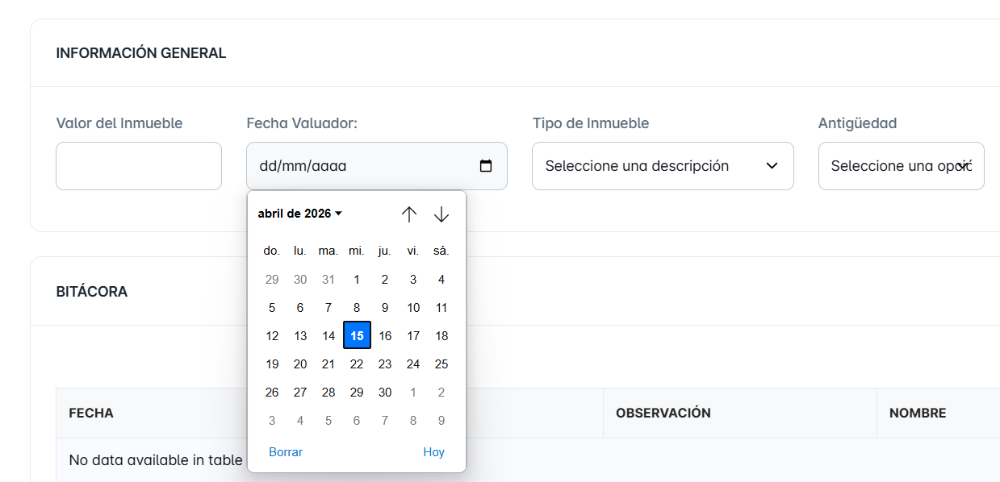 INFORMACIÓN GENERAL
Valor del Inmueble
Fecha Valuador:
Tipo de Inmueble
Antigüedad
dd/mm/aaaa
Seleccione una descripción
Seleccione una opció
abril de 2026
do. lu. ma. mi. ju. vi. sá.
29 30 31 1 2 3 4
5 6 7 8 9 10 11
12 13 14 15 16 17 18
19 20 21 22 23 24 25
26 27 28 29 30 1 2
3 4 5 6 7 8 9
Borrar Hoy
BITÁCORA
FECHA
OBSERVACIÓN
NOMBRE
No data available in table